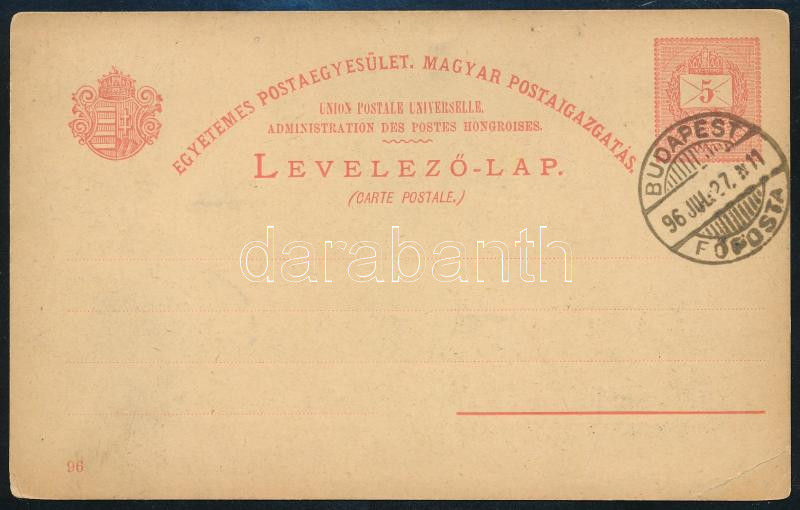 EGYETEMES POSTAEGYESÜLET. MAGYAR POSTAIGAZGATÁS.
UNION POSTALE UNIVERSELLE.
ADMINISTRATION DES POSTES HONGROISES.
LEVELEZŐ-LAP.
(CARTE POSTALE.)
5
BUDAPEST
96 JUL. 27. 11
FŐPOSTA
darabanth
96